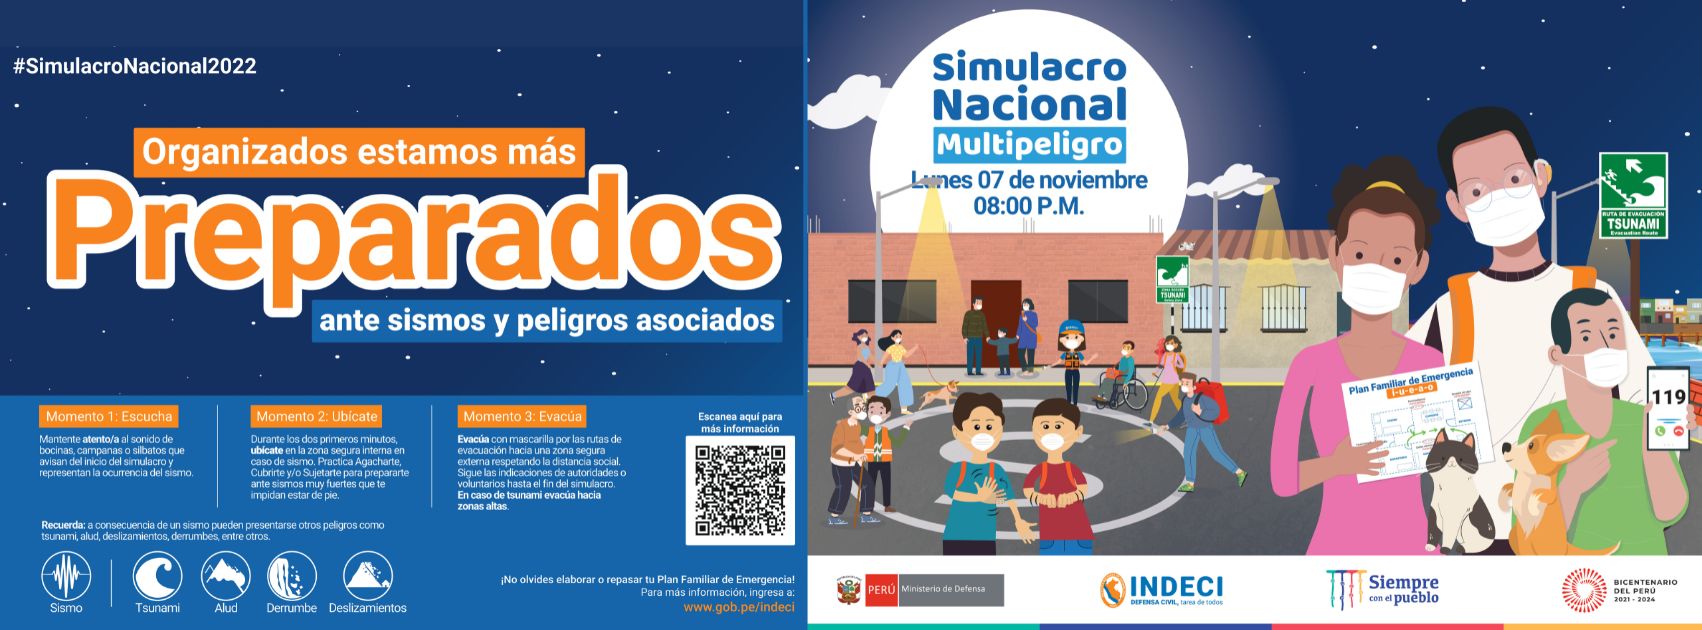 #SimulacroNacional2022
Organizados estamos más
Preparados
ante sismos y peligros asociados
Momento 1: Escucha
Mantente atento/a al sonido de
bocinas, campanas o silbatos que
avisan del inicio del simulacro y
representan la ocurrencia del sismo.
Momento 2: Ubícate
Durante los dos primeros minutos,
ubícate en la zona segura interna en
caso de sismo. Practica Agacharte,
Cubrirte y/o Sujetarte para prepararte
ante sismos muy fuertes que te
impidan estar de pie.
Momento 3: Evacúa
Evacúa con mascarilla por las rutas de
evacuación hacia una zona segura
externa respetando la distancia social.
Sigue las indicaciones de autoridades o
voluntarios hasta el fin del simulacro.
En caso de tsunami evacúa hacia
zonas altas.
Escanea aquí para
más información
Recuerda: a consecuencia de un sismo pueden presentarse otros peligros como
tsunami, alud, deslizamientos, derrumbes, entre otros.
Sismo
Tsunami
Alud
Derrumbe
Deslizamientos
¡No olvides elaborar o repasar tu Plan Familiar de Emergencia!
Para más información, ingresa a:
www.gob.pe/indeci
Simulacro
Nacional
Multipeligro
Lunes 07 de noviembre
08:00 P.M.
TSUNAMI
RUTA DE EVACUACIÓN
TSUNAMI
Evacuation Route
Plan Familiar de Emergencia
l-u-e-a-o
119
S
PERÚ
Ministerio de Defensa
INDECI
DEFENSA CIVIL, tarea de todos
Siempre
con el pueblo
BICENTENARIO
DEL PERÚ
2021 - 2024